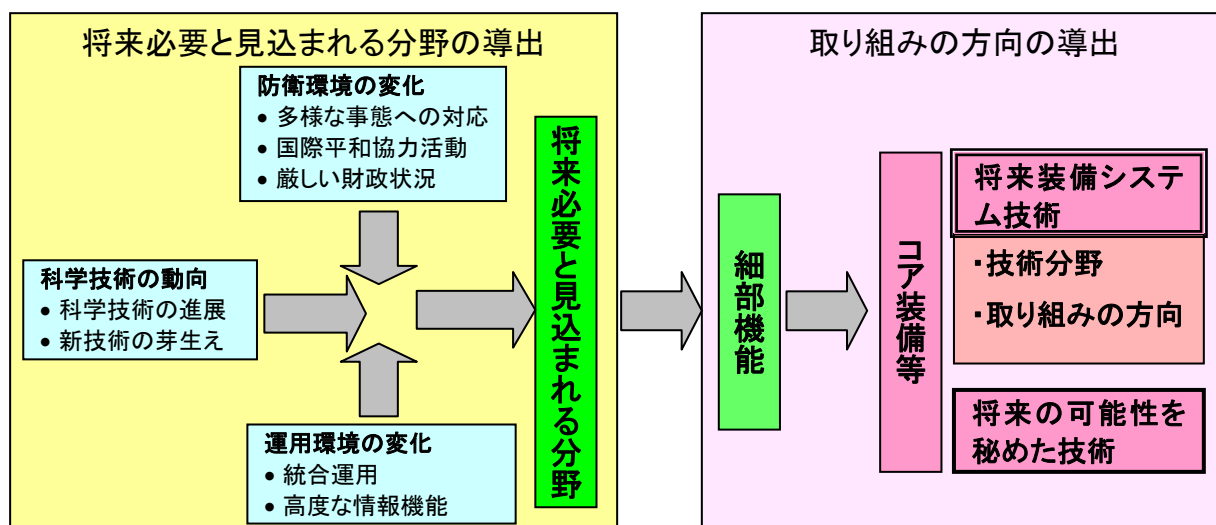 将来必要と見込まれる分野の導出
防衛環境の変化
• 多様な事態への対応
• 国際平和協力活動
• 厳しい財政状況
科学技術の動向
• 科学技術の進展
• 新技術の芽生え
運用環境の変化
• 統合運用
• 高度な情報機能
将来必要と見込まれる分野
取り組みの方向の導出
細部機能
コア装備等
将来装備システ
ム技術
・技術分野
・取り組みの方向
将来の可能性を
秘めた技術